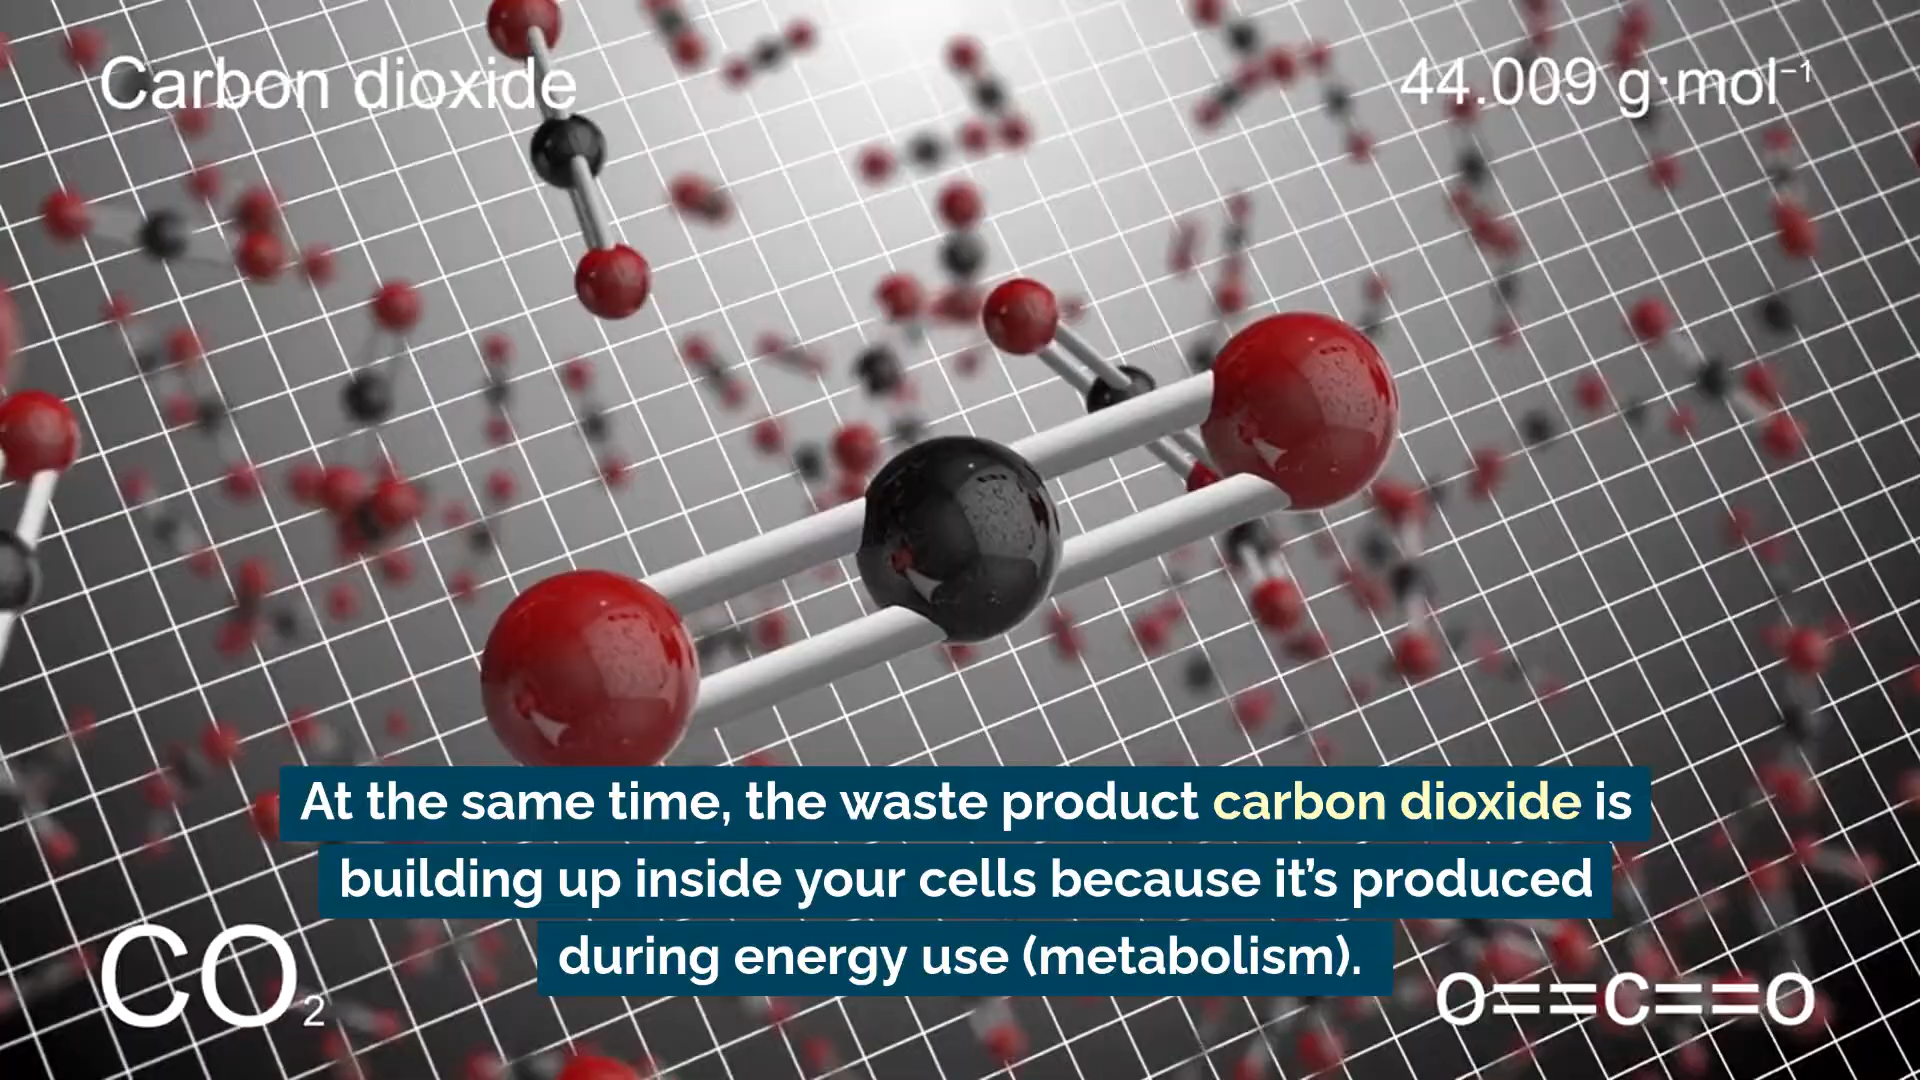 Carbon dioxide
44.009 g·mol⁻¹
At the same time, the waste product carbon dioxide is
building up inside your cells because it’s produced
during energy use (metabolism).
CO₂
O==C==O